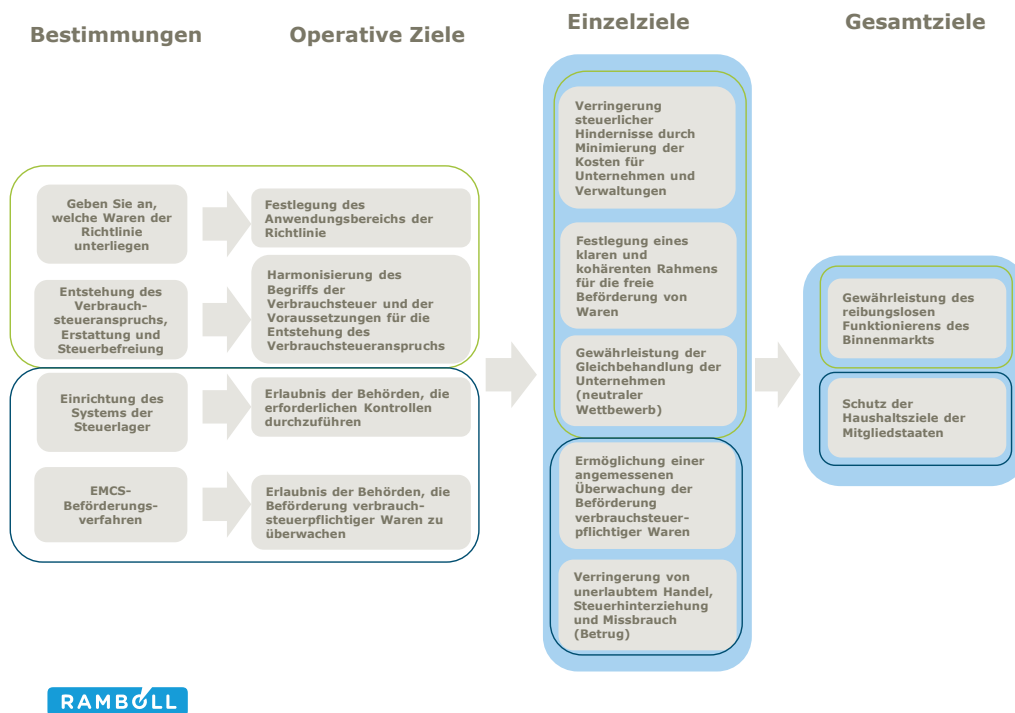 Bestimmungen
Operative Ziele
Einzelziele
Gesamtziele
Geben Sie an,
welche Waren der
Richtlinie
unterliegen
Festlegung des
Anwendungsbereichs der
Richtlinie
Entstehung des
Verbrauch-
steueranspruchs,
Erstattung und
Steuerbefreiung
Harmonisierung des
Begriffs der
Verbrauchsteuer und der
Voraussetzungen für die
Entstehung des
Verbrauchsteueranspruchs
Einrichtung des
Systems der
Steuerlager
Erlaubnis der Behörden, die
erforderlichen Kontrollen
durchzuführen
EMCS-
Beförderungs-
verfahren
Erlaubnis der Behörden, die
Beförderung verbrauch-
steuerpflichtiger Waren zu
überwachen
Verringerung
steuerlicher
Hindernisse durch
Minimierung der
Kosten für
Unternehmen und
Verwaltungen
Festlegung eines
klaren und
kohärenten Rahmens
für die freie
Beförderung von
Waren
Gewährleistung der
Gleichbehandlung der
Unternehmen
(neutraler
Wettbewerb)
Ermöglichung einer
angemessenen
Überwachung der
Beförderung
verbrauchsteuer-
pflichtiger Waren
Verringerung von
unerlaubtem Handel,
Steuerhinterziehung
und Missbrauch
(Betrug)
Gewährleistung des
reibungslosen
Funktionierens des
Binnenmarkts
Schutz der
Haushaltsziele der
Mitgliedstaaten
RAMBOLL